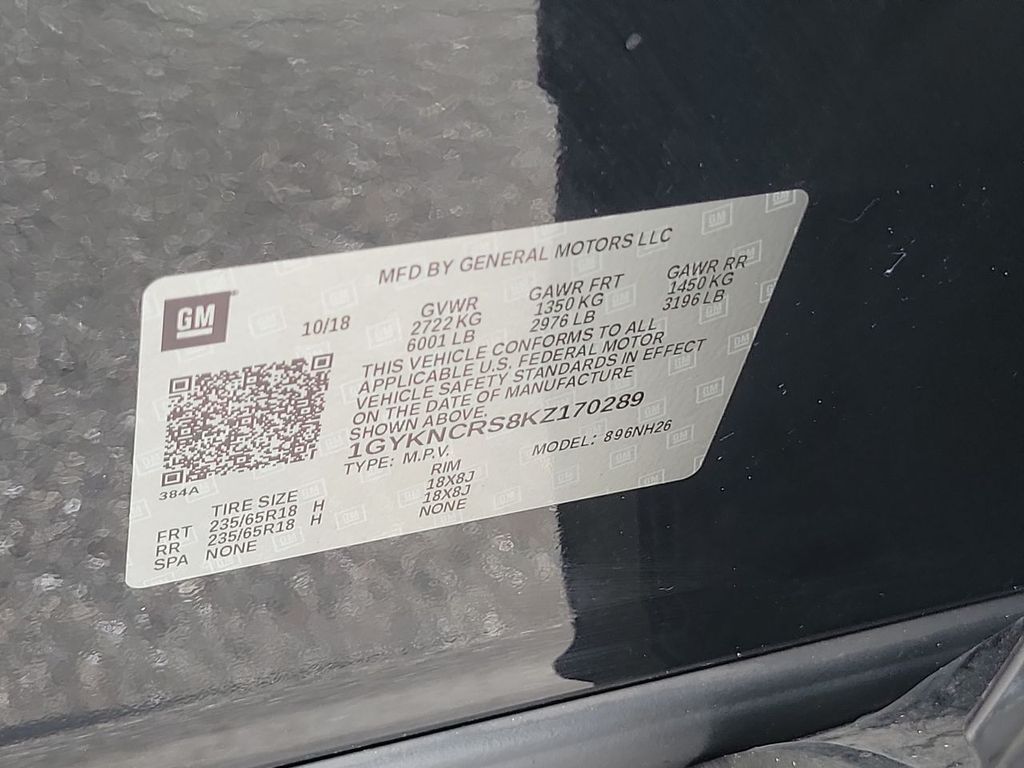 MFD BY GENERAL MOTORS LLC
GM
10/18
GVWR GAWR FRT GAWR RR
2722 KG 1350 KG 1450 KG
6001 LB 2976 LB 3196 LB
THIS VEHICLE CONFORMS TO ALL
APPLICABLE U.S. FEDERAL MOTOR
VEHICLE SAFETY STANDARDS IN EFFECT
ON THE DATE OF MANUFACTURE
SHOWN ABOVE.
1GYKNCRS8KZ170289
TYPE: M.P.V. MODEL: 896NH26
384A
TIRE SIZE RIM
FRT 235/65R18 H 18X8J
RR 235/65R18 H 18X8J
SPA NONE NONE